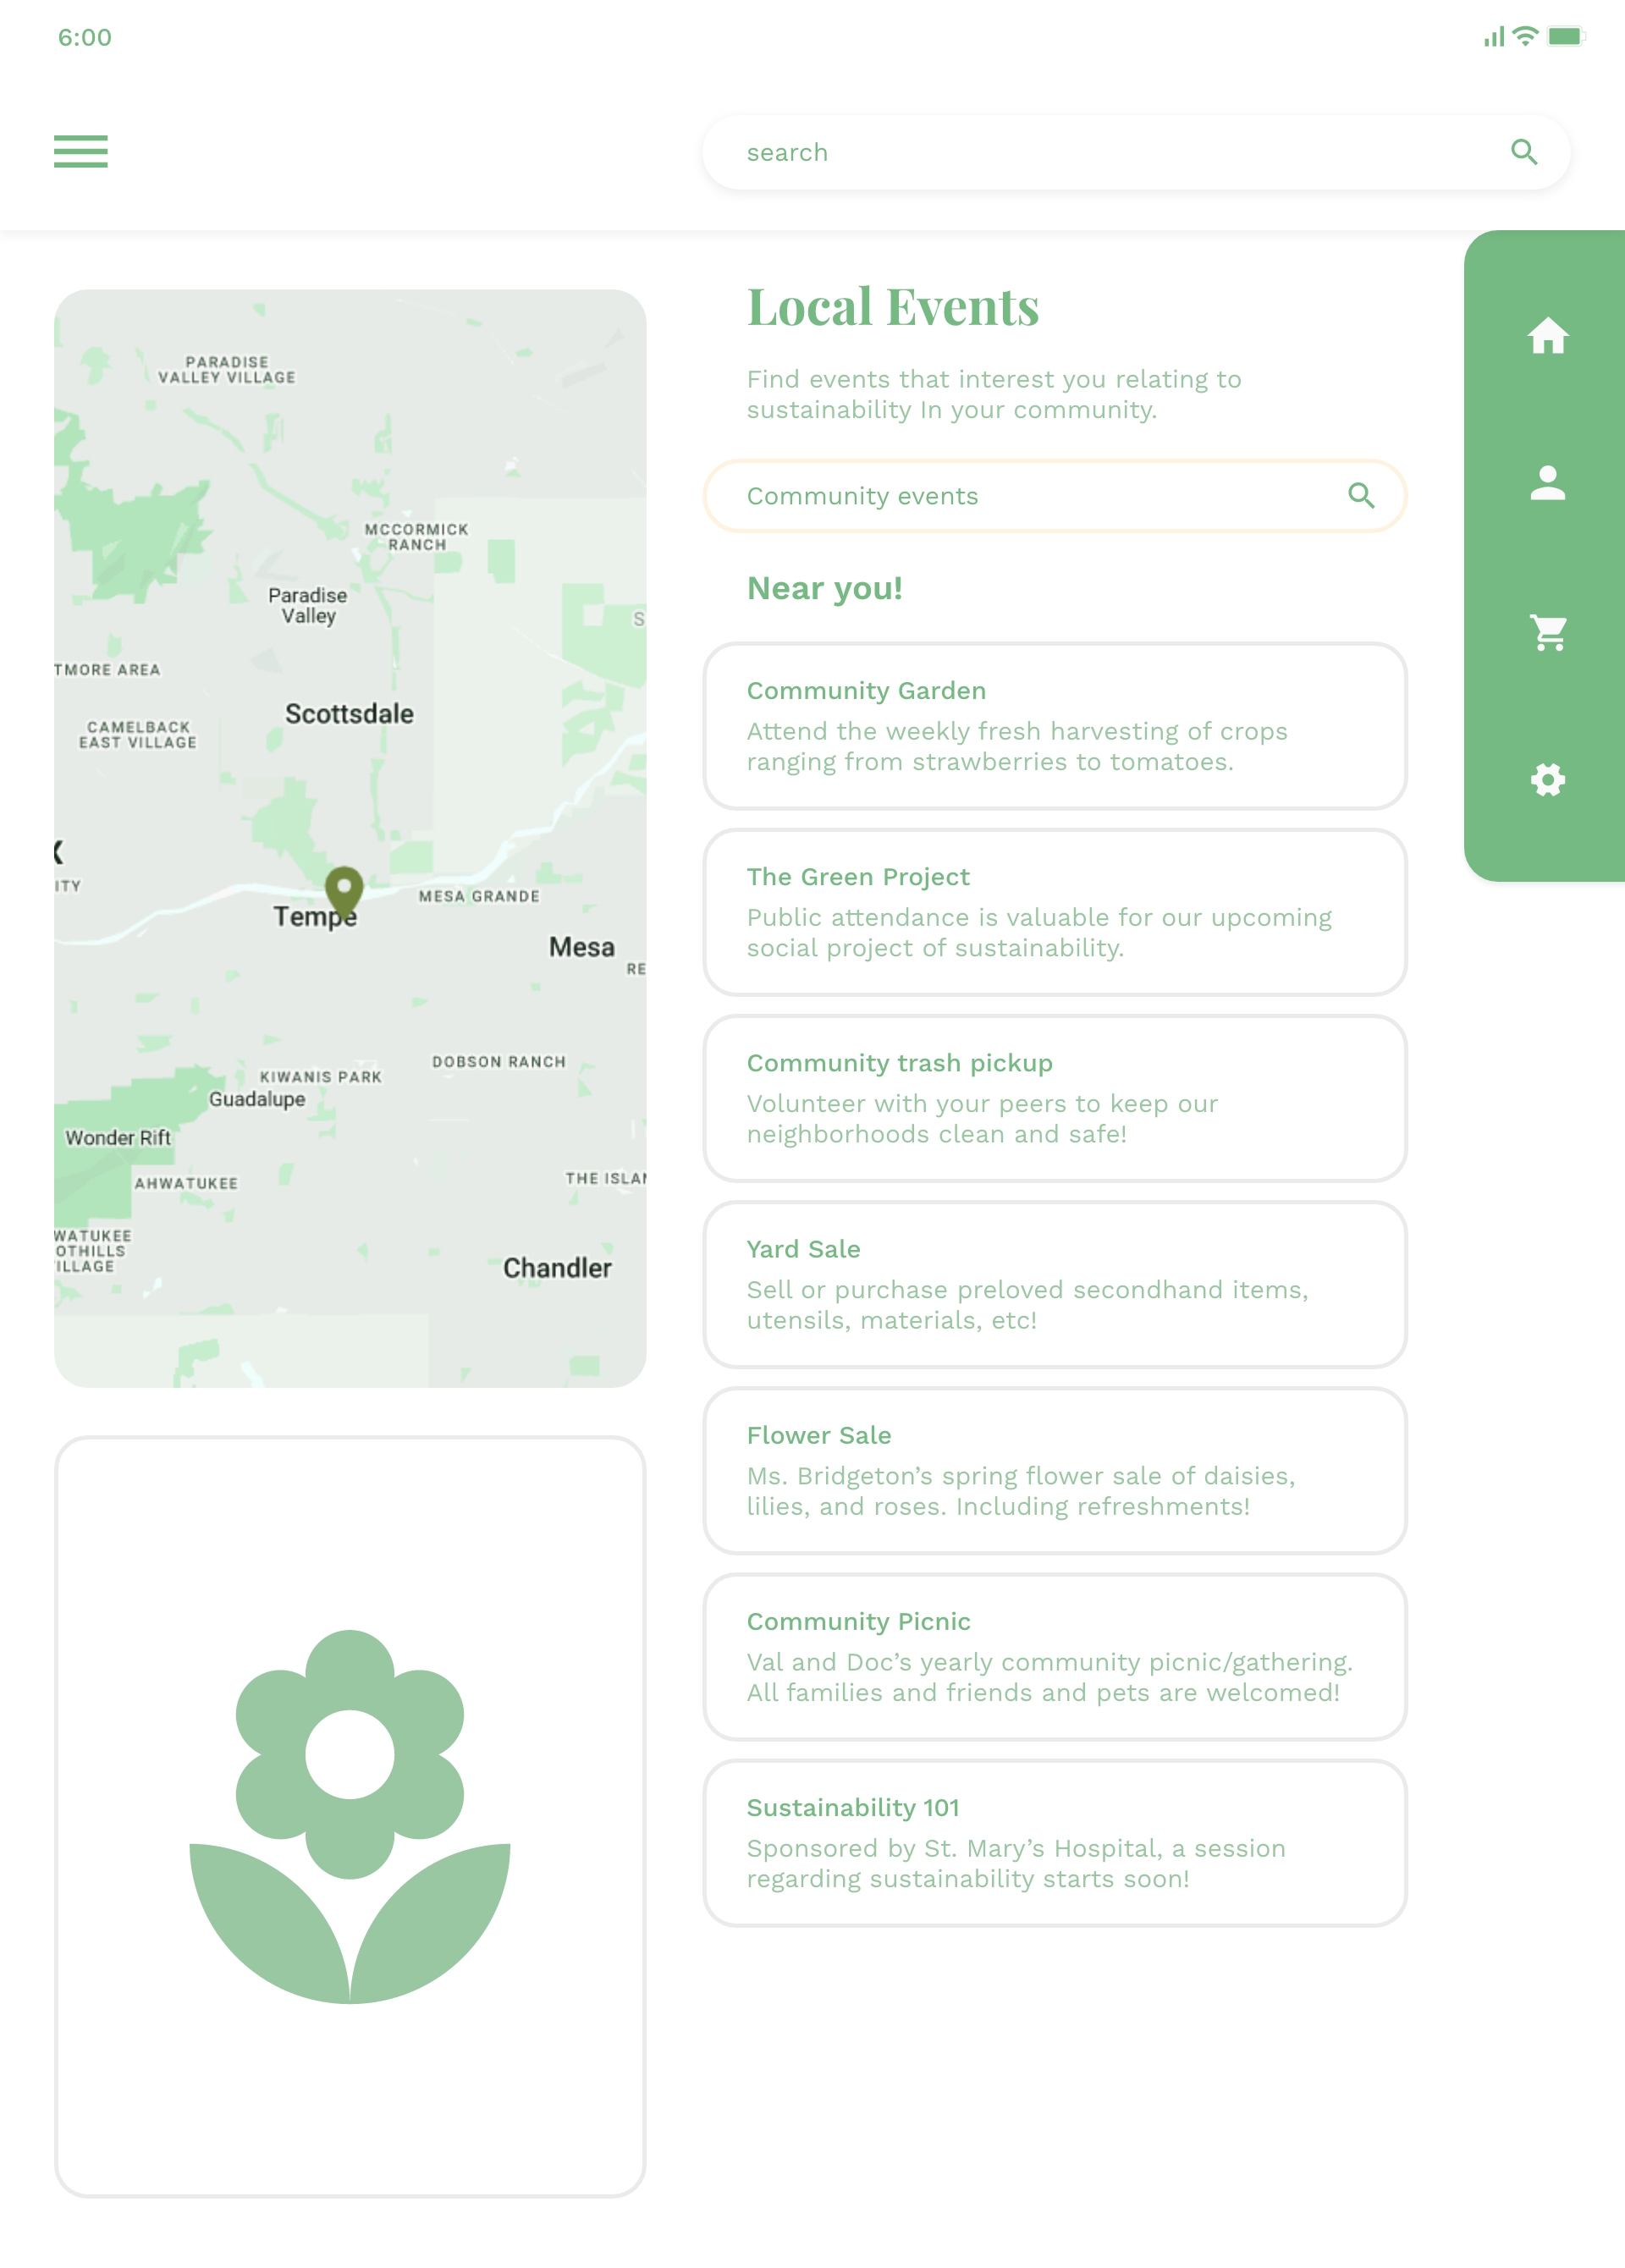 6:00
search
PARADISE
VALLEY VILLAGE
MCCORMICK
RANCH
Paradise
Valley
S
TMORE AREA
Scottsdale
CAMELBACK
EAST VILLAGE
X
ITY
MESA GRANDE
Tempe
Mesa
RE
DOBSON RANCH
KIWANIS PARK
Guadalupe
Wonder Rift
THE ISLA
AHWATUKEE
WATUKEE
OTHILLS
ILLAGE
Chandler
Local Events
Find events that interest you relating to
sustainability In your community.
Community events
Near you!
Community Garden
Attend the weekly fresh harvesting of crops
ranging from strawberries to tomatoes.
The Green Project
Public attendance is valuable for our upcoming
social project of sustainability.
Community trash pickup
Volunteer with your peers to keep our
neighborhoods clean and safe!
Yard Sale
Sell or purchase preloved secondhand items,
utensils, materials, etc!
Flower Sale
Ms. Bridgeton’s spring flower sale of daisies,
lilies, and roses. Including refreshments!
Community Picnic
Val and Doc’s yearly community picnic/gathering.
All families and friends and pets are welcomed!
Sustainability 101
Sponsored by St. Mary’s Hospital, a session
regarding sustainability starts soon!